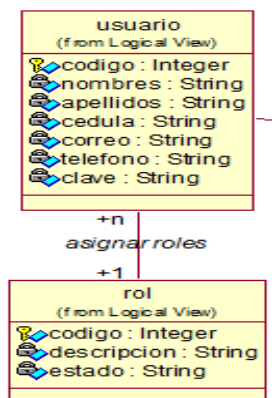 usuario
(from Logical View)
codigo : Integer
nombres : String
apellidos : String
cedula : String
correo : String
telefono : String
clave : String
+n
asignar roles
+1
rol
(from Logical View)
codigo : Integer
descripcion : String
estado : String